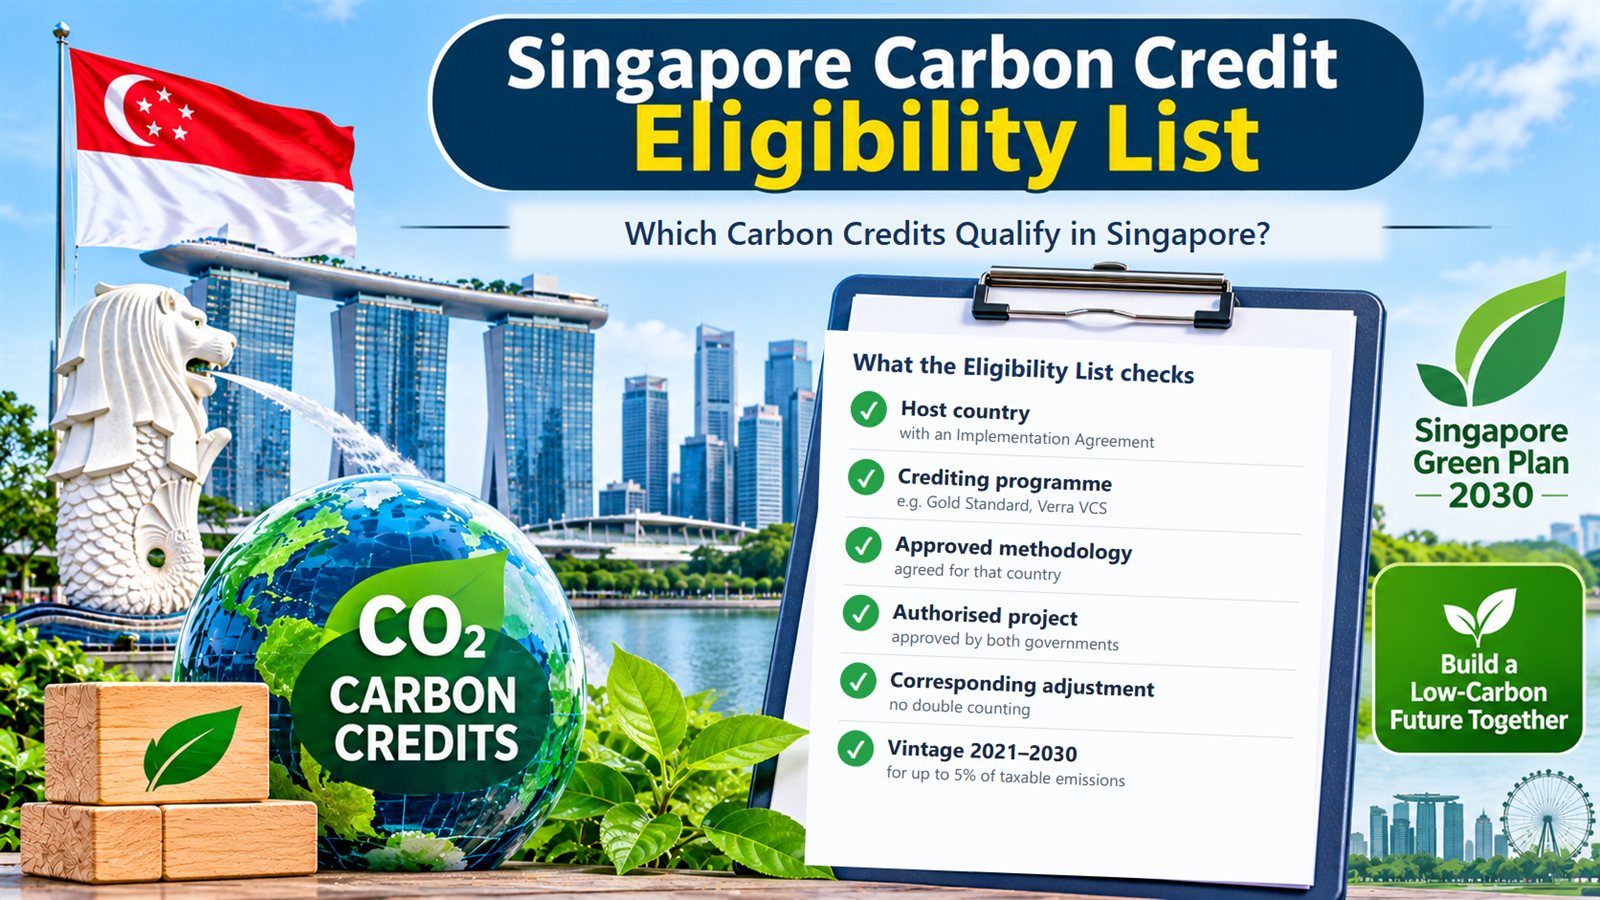 Singapore Carbon Credit
Eligibility List
Which Carbon Credits Qualify in Singapore?
What the Eligibility List checks
Host country
with an Implementation Agreement
Crediting programme
e.g. Gold Standard, Verra VCS
Approved methodology
agreed for that country
Authorised project
approved by both governments
Corresponding adjustment
no double counting
Vintage 2021–2030
for up to 5% of taxable emissions
CO₂
CARBON
CREDITS
Singapore
Green Plan
2030
Build a
Low-Carbon
Future Together